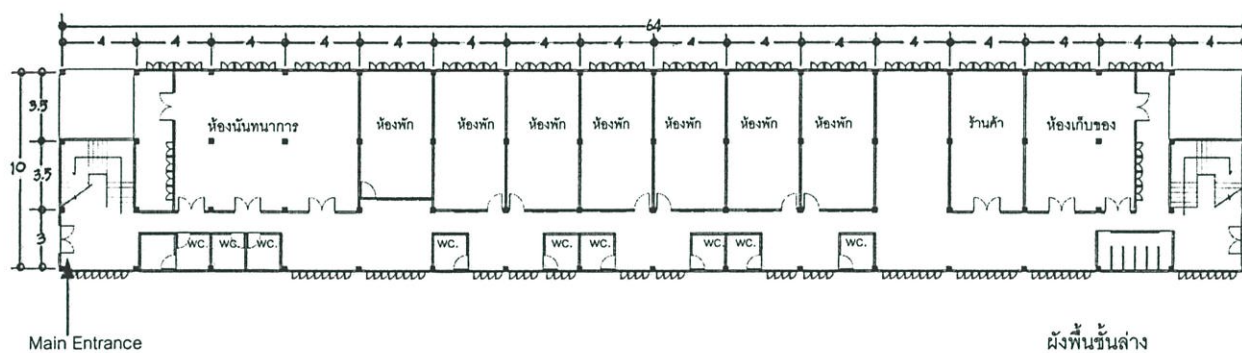 64
4 4 4 4 4 4 4 4 4 4 4 4 4 4 4 4
10
3.5
3.5
3
ห้องนันทนาการ ห้องพัก ห้องพัก ห้องพัก ห้องพัก ห้องพัก ห้องพัก ห้องพัก ร้านค้า ห้องเก็บของ
WC. WC. WC. WC. WC. WC. WC. WC. WC.
Main Entrance
ผังพื้นชั้นล่าง